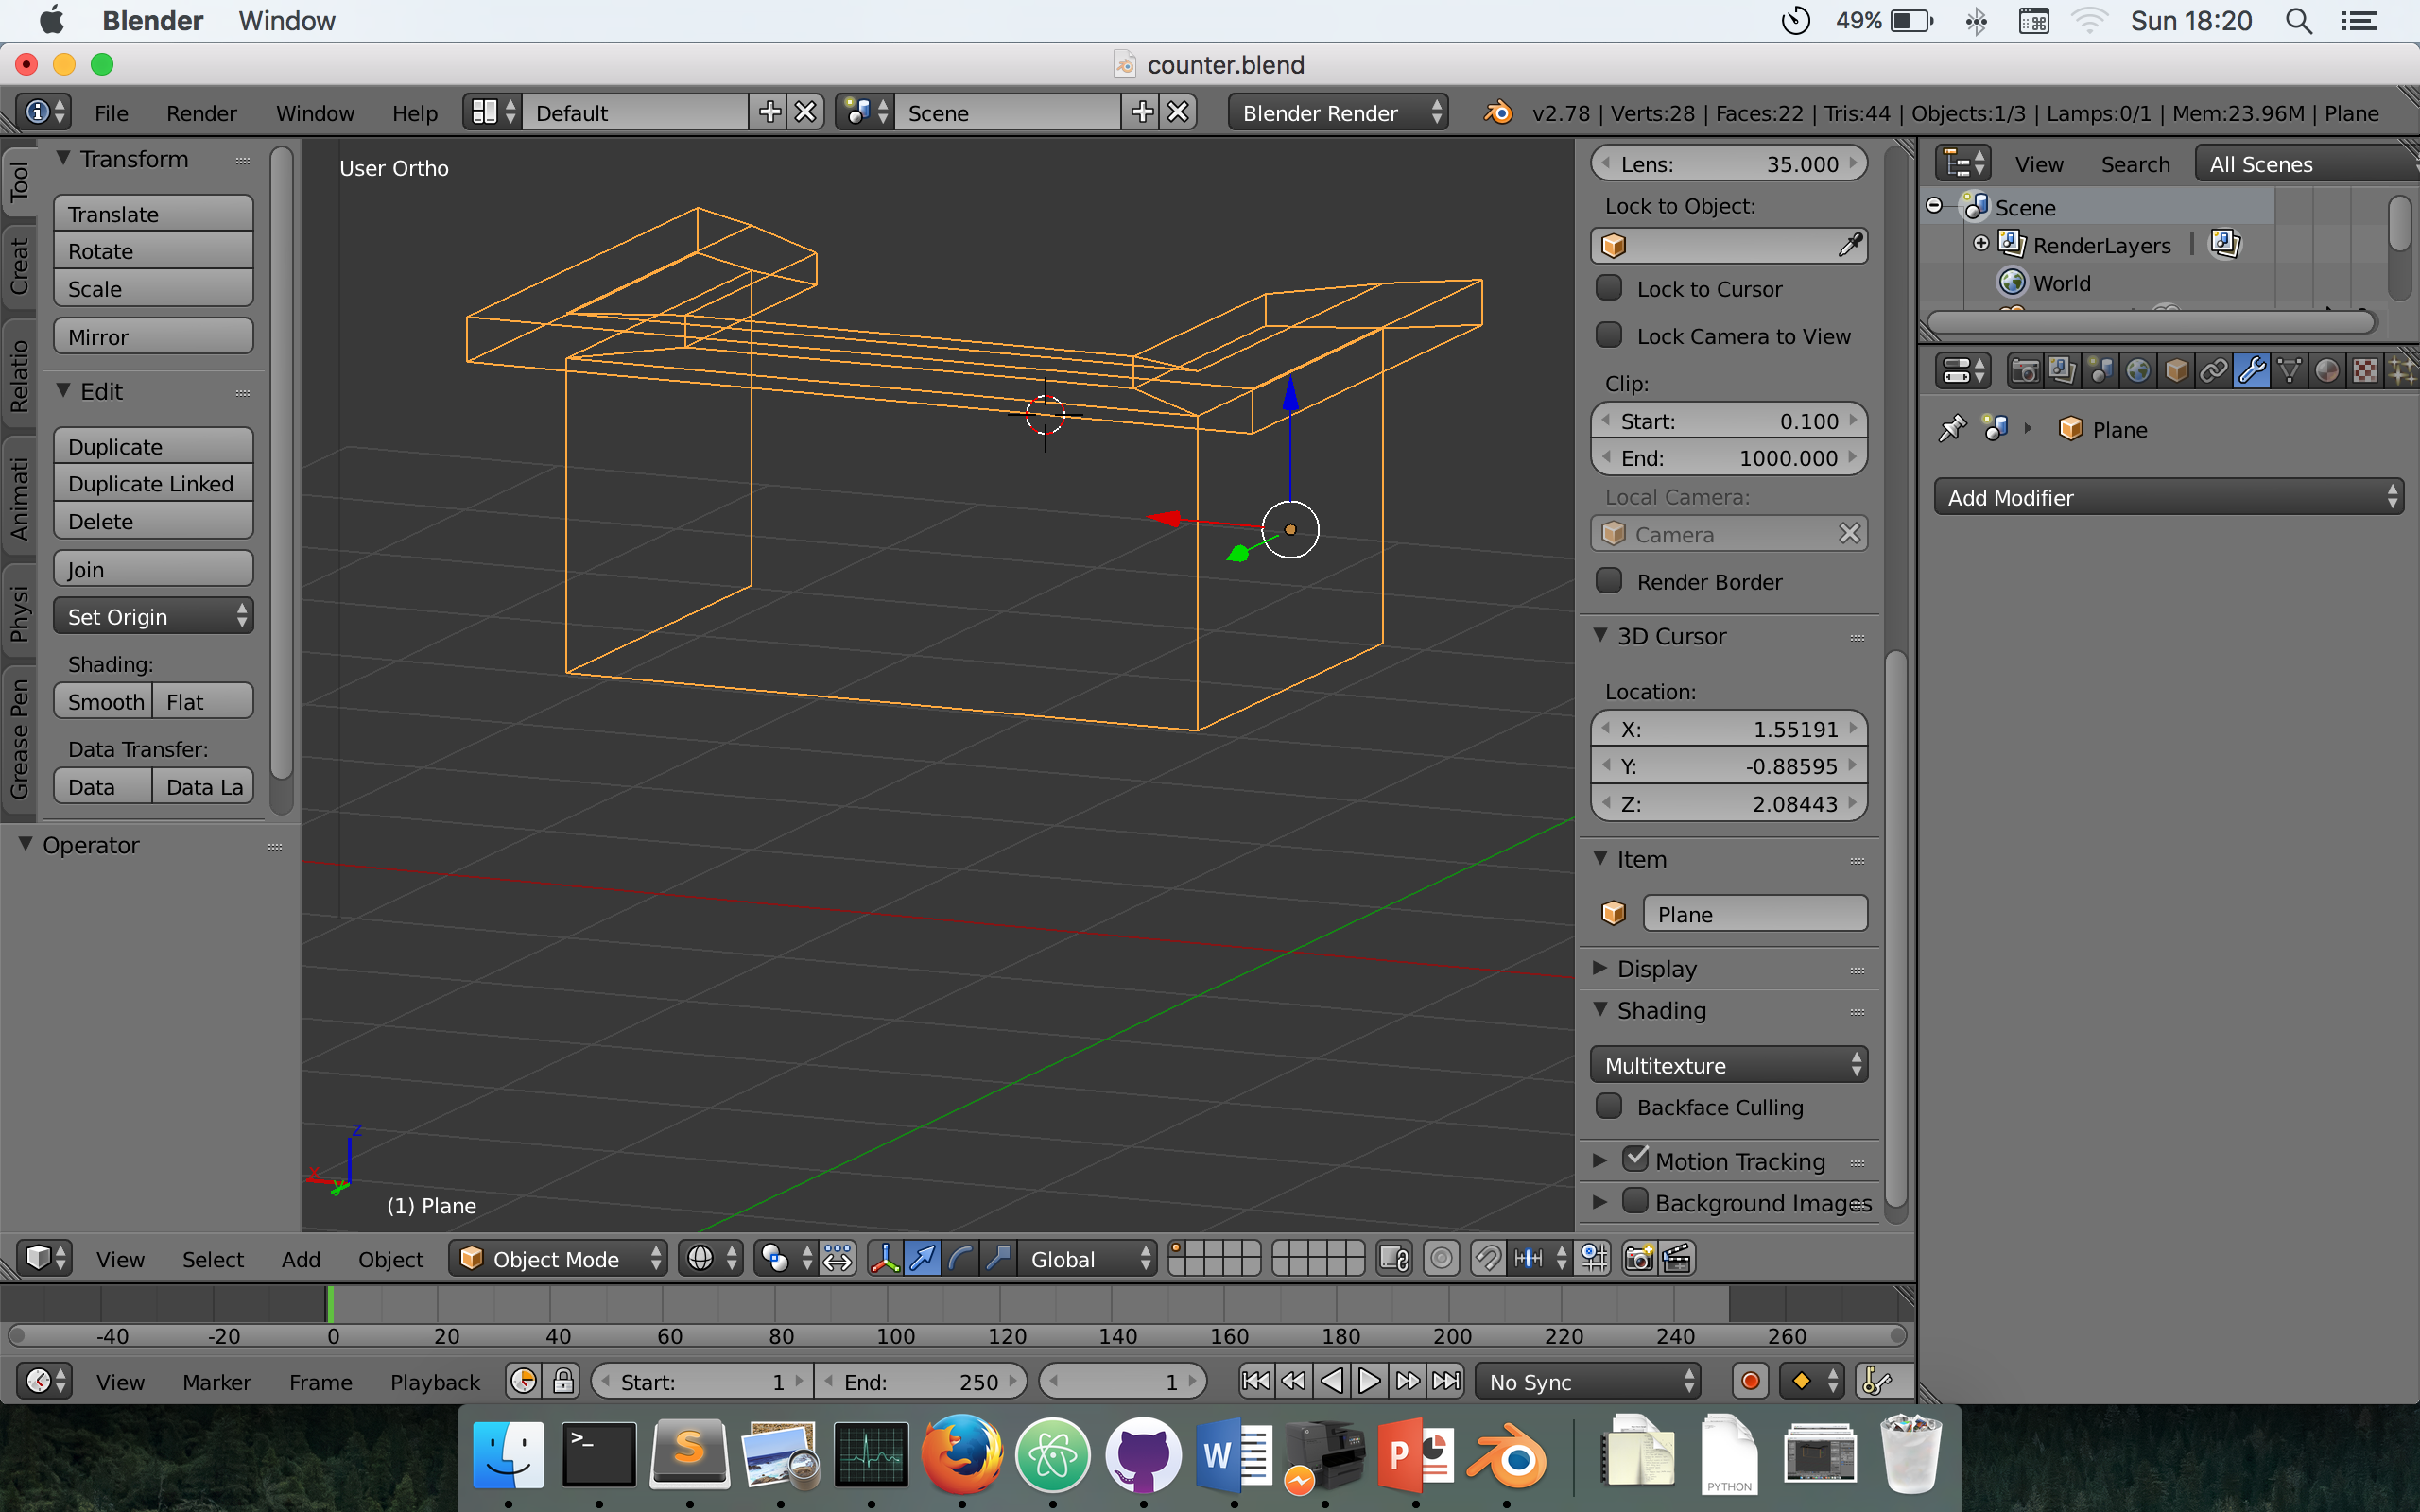 Blender Window 49% Sun 18:20
counter.blend
File Render Window Help Default Scene Blender Render v2.78 | Verts:28 | Faces:22 | Tris:44 | Objects:1/3 | Lamps:0/1 | Mem:23.96M | Plane
Tool
Creat
Relatio
Animati
Physi
Grease Pen
Transform
Translate
Rotate
Scale
Mirror
Edit
Duplicate
Duplicate Linked
Delete
Join
Set Origin
Shading:
Smooth Flat
Data Transfer:
Data Data La
Operator
User Ortho
z
x
y
(1) Plane
Lens: 35.000
Lock to Object:
Lock to Cursor
Lock Camera to View
Clip:
Start: 0.100
End: 1000.000
Local Camera:
Camera
Render Border
3D Cursor
Location:
X: 1.55191
Y: -0.88595
Z: 2.08443
Item
Plane
Display
Shading
Multitexture
Backface Culling
Motion Tracking
Background Images
View Search All Scenes
Scene
RenderLayers
World
Plane
Add Modifier
View Select Add Object Object Mode Global
-40 -20 0 20 40 60 80 100 120 140 160 180 200 220 240 260
View Marker Frame Playback Start: 1 End: 250 1 No Sync
>_
S
W
P
PYTHON